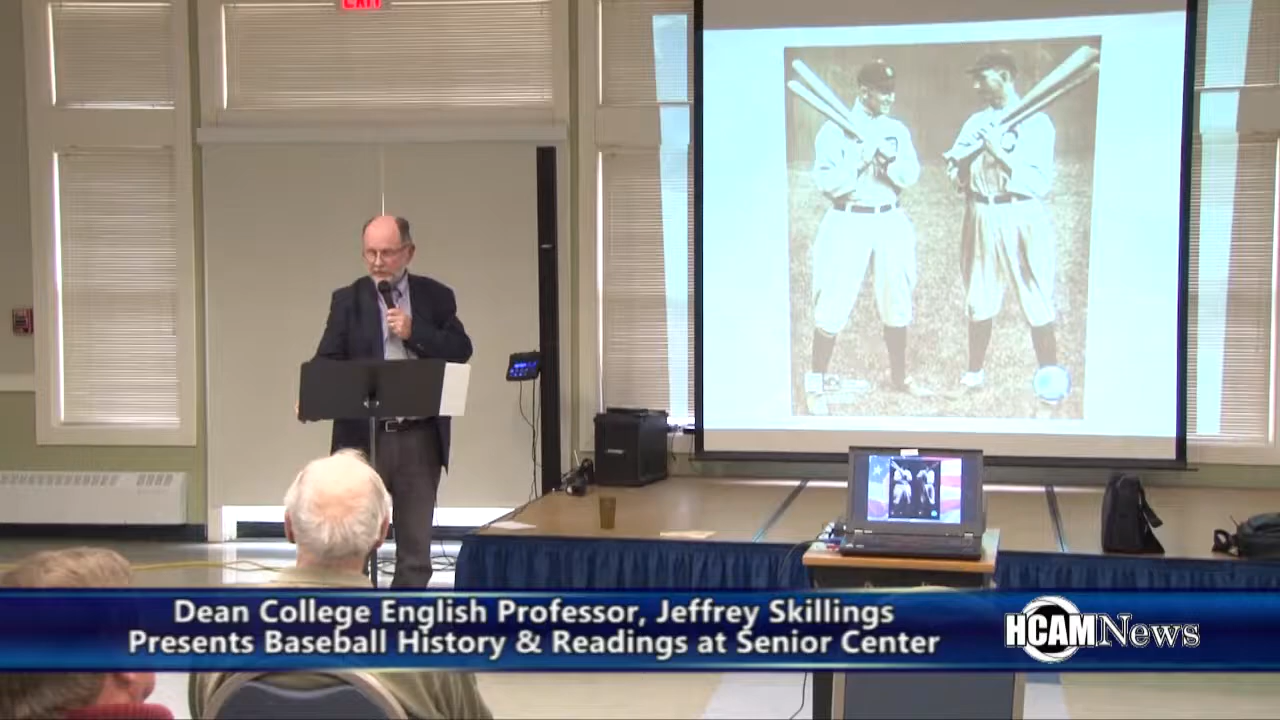 EXIT
Dean College English Professor, Jeffrey Skillings
Presents Baseball History & Readings at Senior Center
HCAMNEWS